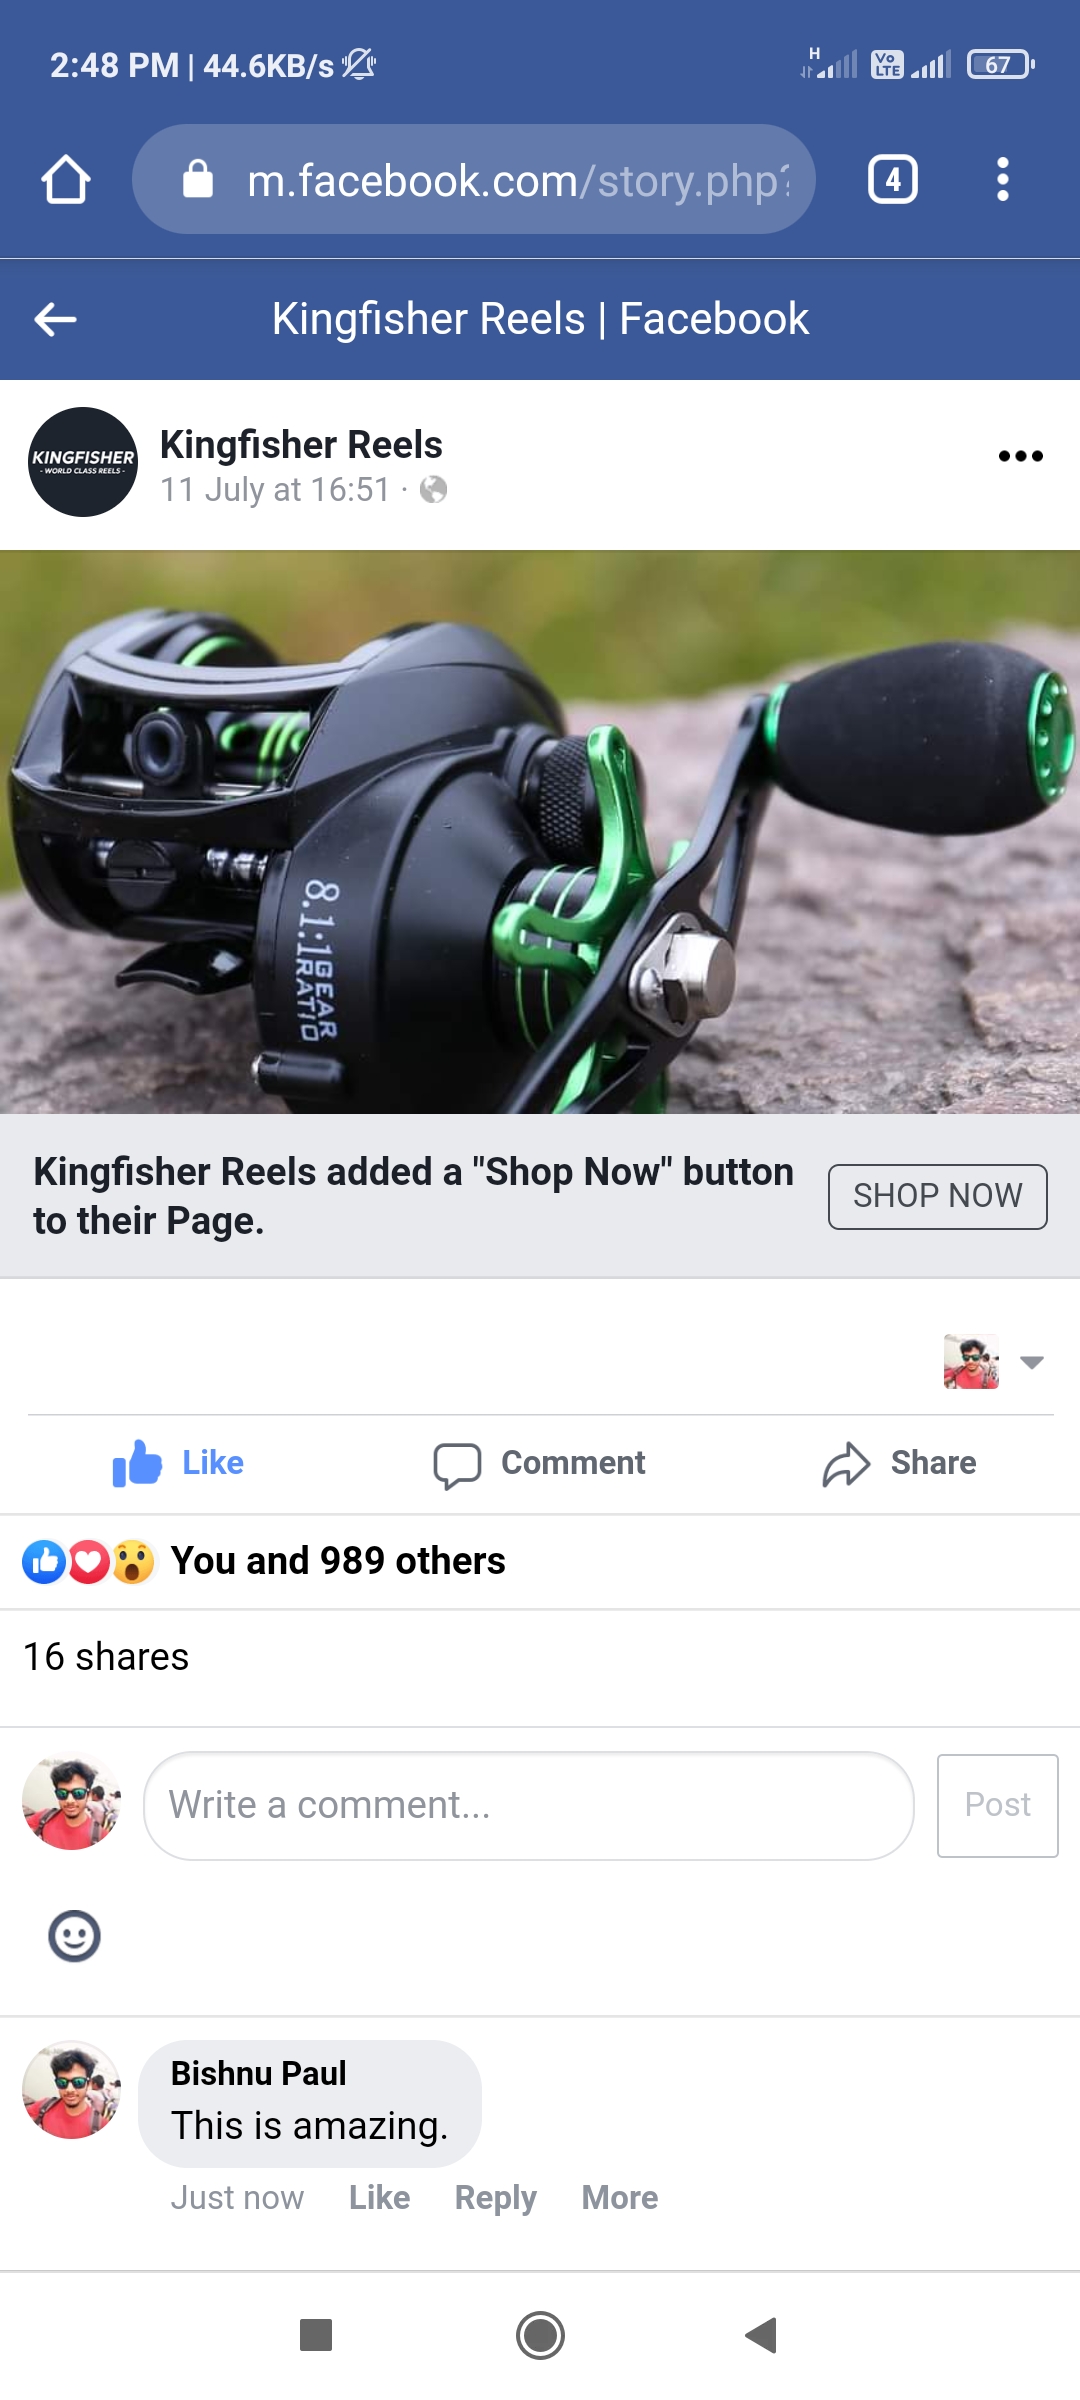 2:48 PM | 44.6KB/s
H
Vo
LTE
67
m.facebook.com/story.php?
4
Kingfisher Reels | Facebook
KINGFISHER
- WORLD CLASS REELS -
Kingfisher Reels
11 July at 16:51 ·
8.1:1 GEAR
RATIO
Kingfisher Reels added a "Shop Now" button
to their Page.
SHOP NOW
Like
Comment
Share
You and 989 others
16 shares
Write a comment...
Post
Bishnu Paul
This is amazing.
Just now Like Reply More